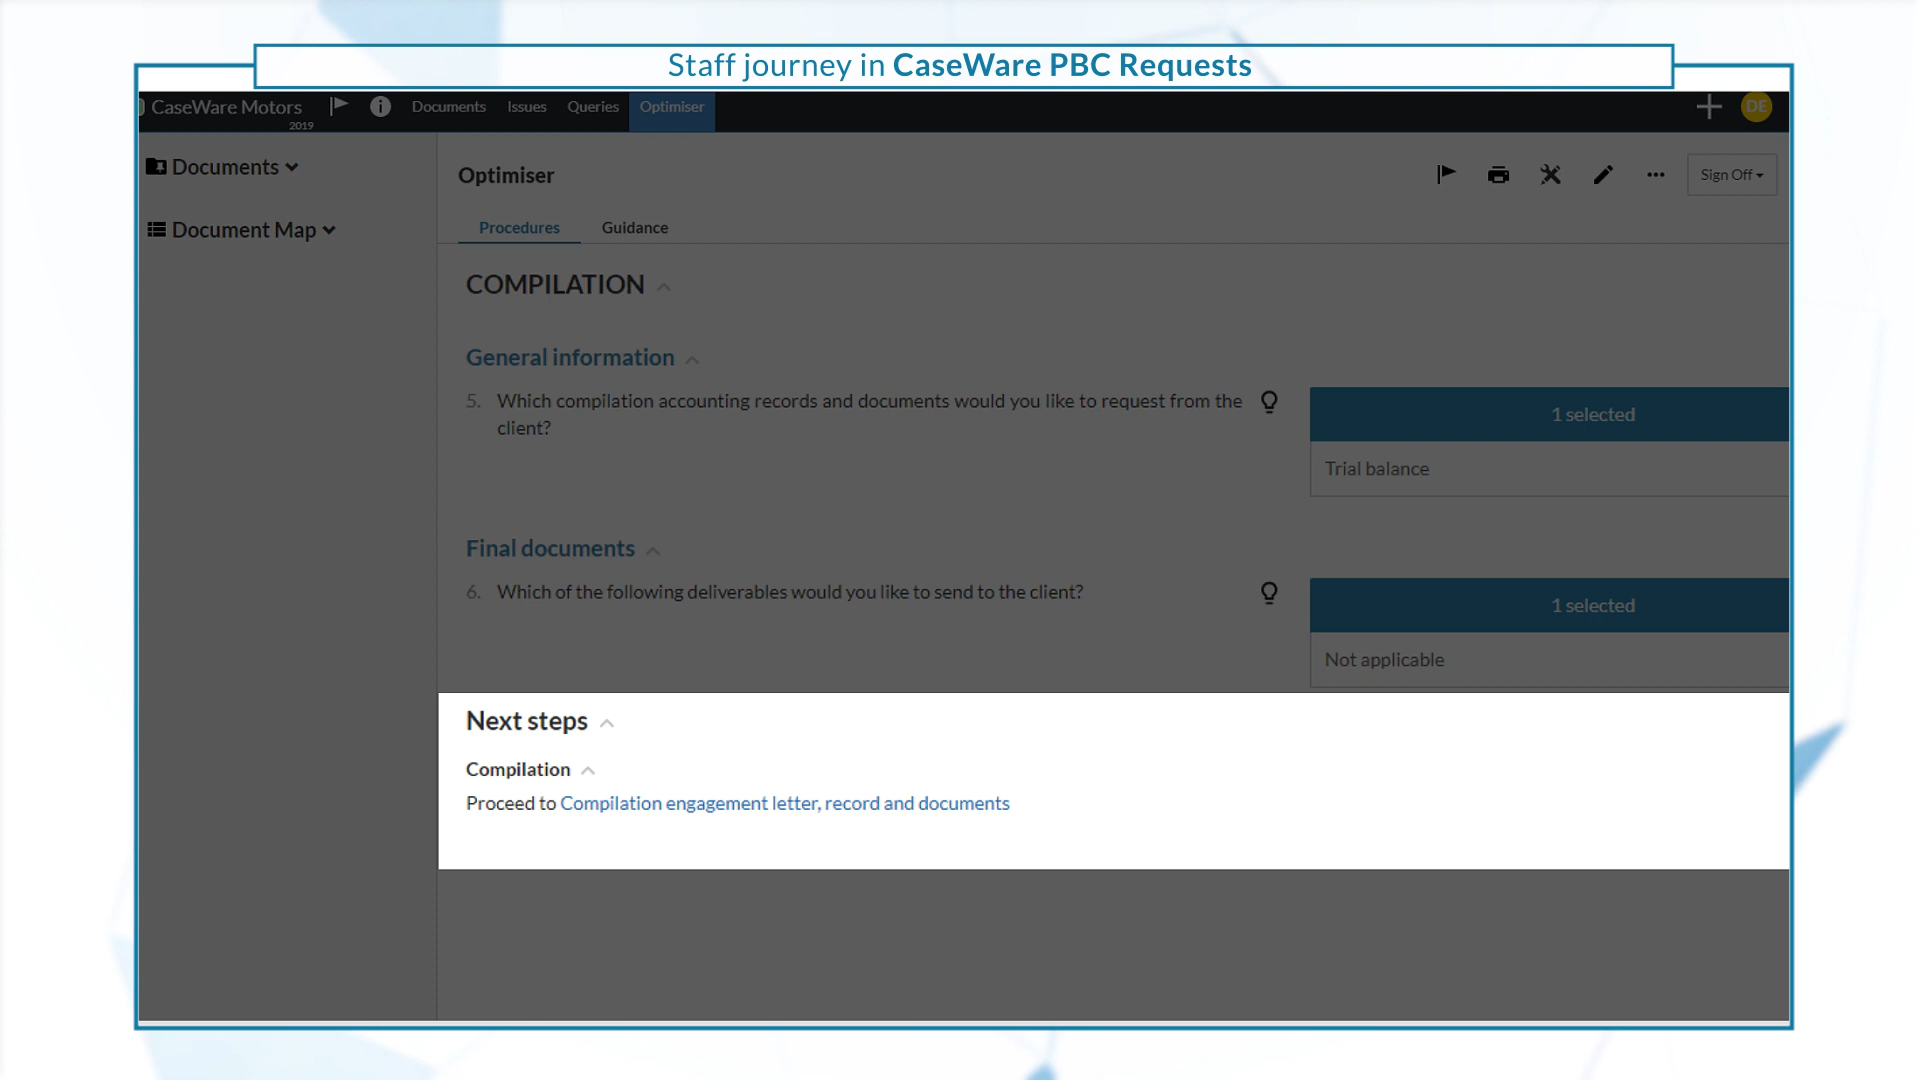 Staff journey in CaseWare PBC Requests
CaseWare Motors
2019
Documents Issues Queries Optimiser
DE
Documents
Document Map
Optimiser
Sign Off
Procedures Guidance
COMPILATION
General information
5. Which compilation accounting records and documents would you like to request from the
client?
1 selected
Trial balance
Final documents
6. Which of the following deliverables would you like to send to the client?
1 selected
Not applicable
Next steps
Compilation
Proceed to Compilation engagement letter, record and documents